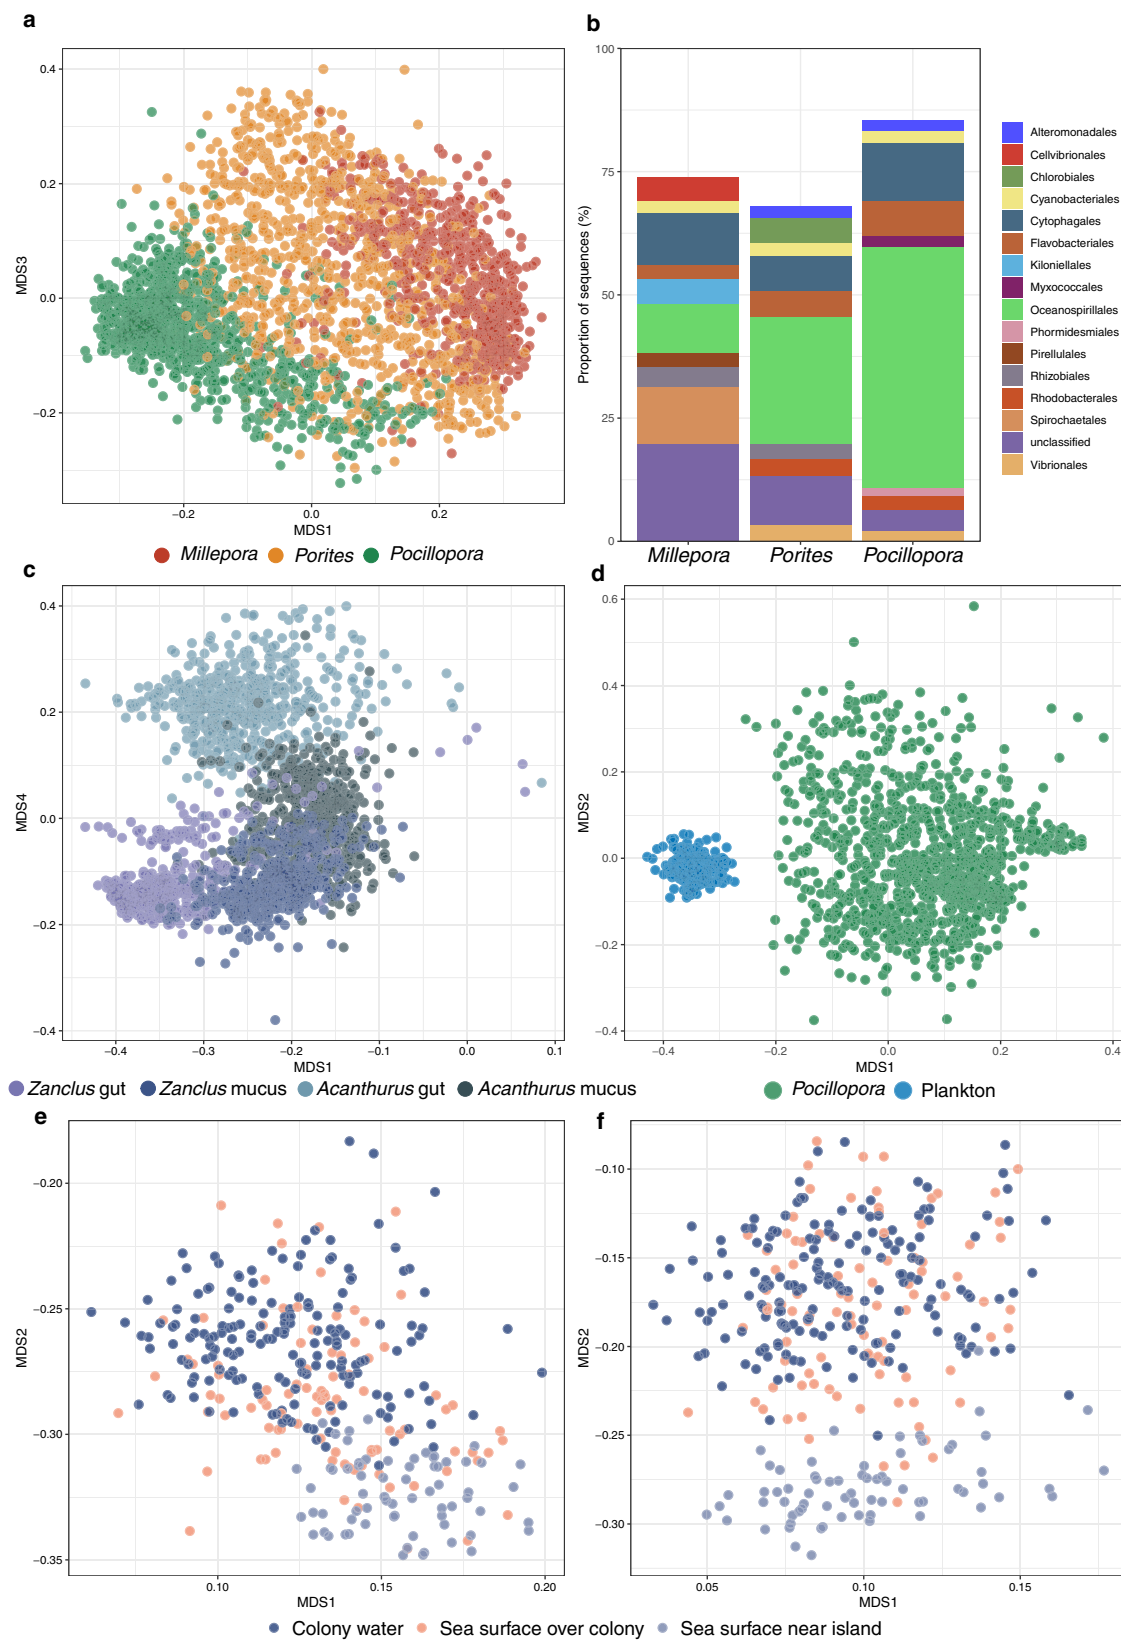 a
0.4
0.2
0.0
−0.2
MDS3
−0.2
0.0
0.2
MDS1
Millepora
Porites
Pocillopora
b
100
75
50
25
0
Proportion of sequences (%)
Millepora
Porites
Pocillopora
Alteromonadales
Cellvibrionales
Chlorobiales
Cyanobacteriales
Cytophagales
Flavobacteriales
Kiloniellales
Myxococcales
Oceanospirillales
Phormidesmiales
Pirellulales
Rhizobiales
Rhodobacterales
Spirochaetales
unclassified
Vibrionales
c
0.4
0.2
0.0
−0.2
−0.4
MDS4
−0.4
−0.3
−0.2
−0.1
0.0
0.1
MDS1
Zanclus gut
Zanclus mucus
Acanthurus gut
Acanthurus mucus
d
0.6
0.4
0.2
0.0
−0.2
−0.4
MDS2
−0.4
−0.2
0.0
0.2
0.4
MDS1
Pocillopora
Plankton
e
−0.20
−0.25
−0.30
−0.35
MDS2
0.10
0.15
0.20
MDS1
f
−0.10
−0.15
−0.20
−0.25
−0.30
MDS2
0.05
0.10
0.15
MDS1
Colony water
Sea surface over colony
Sea surface near island